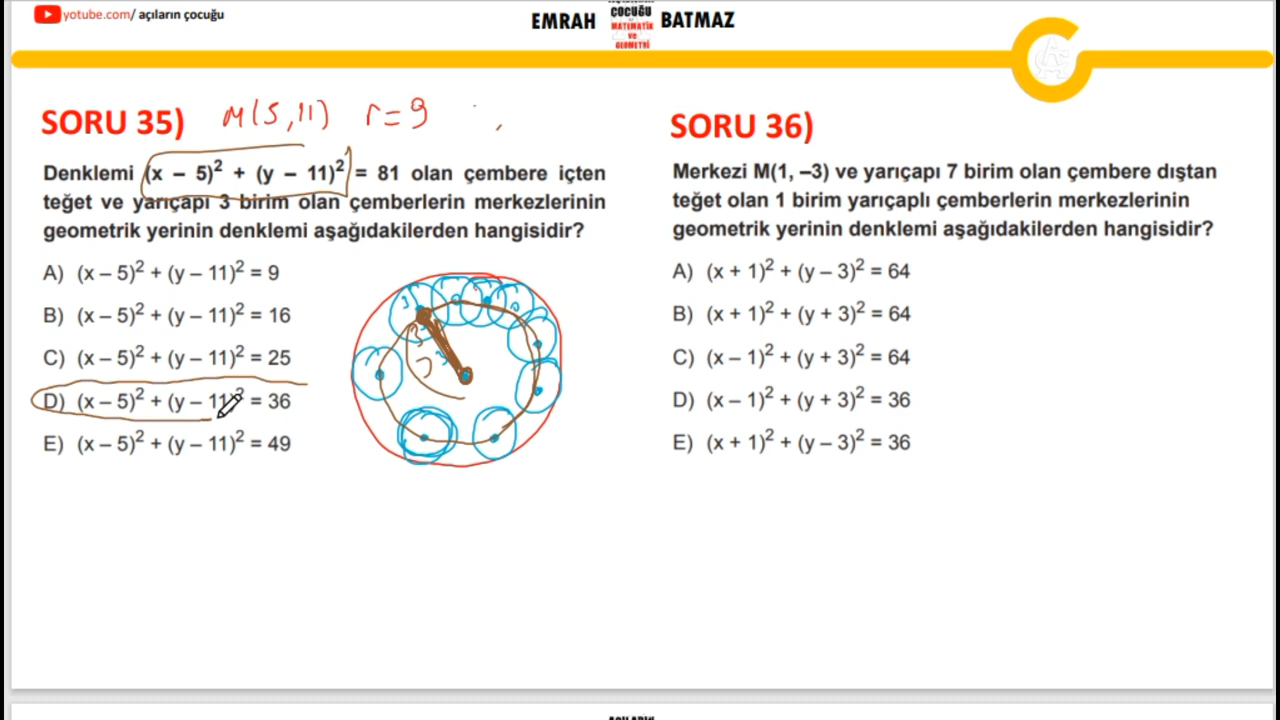 yotube.com/ açıların çocuğu
EMRAH
ÇOCUĞU
MATEMATİK
ve
GEOMETRİ
BATMAZ
SORU 35)
M(5,11) r=9
Denklemi (x – 5)² + (y – 11)² = 81 olan çembere içten
teğet ve yarıçapı 3 birim olan çemberlerin merkezlerinin
geometrik yerinin denklemi aşağıdakilerden hangisidir?
A) (x – 5)² + (y – 11)² = 9
B) (x – 5)² + (y – 11)² = 16
C) (x – 5)² + (y – 11)² = 25
D) (x – 5)² + (y – 11)² = 36
E) (x – 5)² + (y – 11)² = 49
3
3
3
SORU 36)
Merkezi M(1, –3) ve yarıçapı 7 birim olan çembere dıştan
teğet olan 1 birim yarıçaplı çemberlerin merkezlerinin
geometrik yerinin denklemi aşağıdakilerden hangisidir?
A) (x + 1)² + (y – 3)² = 64
B) (x + 1)² + (y + 3)² = 64
C) (x – 1)² + (y + 3)² = 64
D) (x – 1)² + (y + 3)² = 36
E) (x + 1)² + (y – 3)² = 36